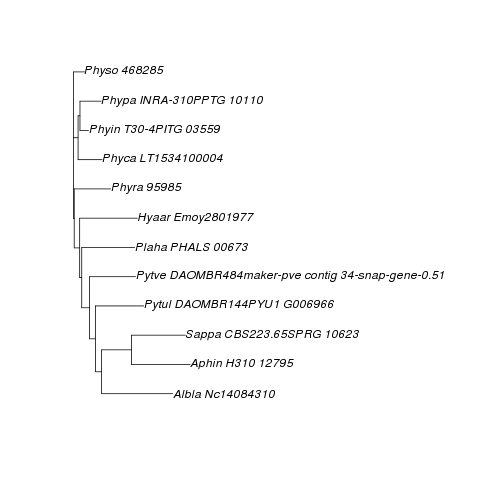 Physo 468285
Phypa INRA-310PPTG 10110
Phyin T30-4PITG 03559
Phyca LT1534100004
Phyra 95985
Hyaar Emoy2801977
Plaha PHALS 00673
Pytve DAOMBR484maker-pve contig 34-snap-gene-0.51
Pytul DAOMBR144PYU1 G006966
Sappa CBS223.65SPRG 10623
Aphin H310 12795
Albla Nc14084310